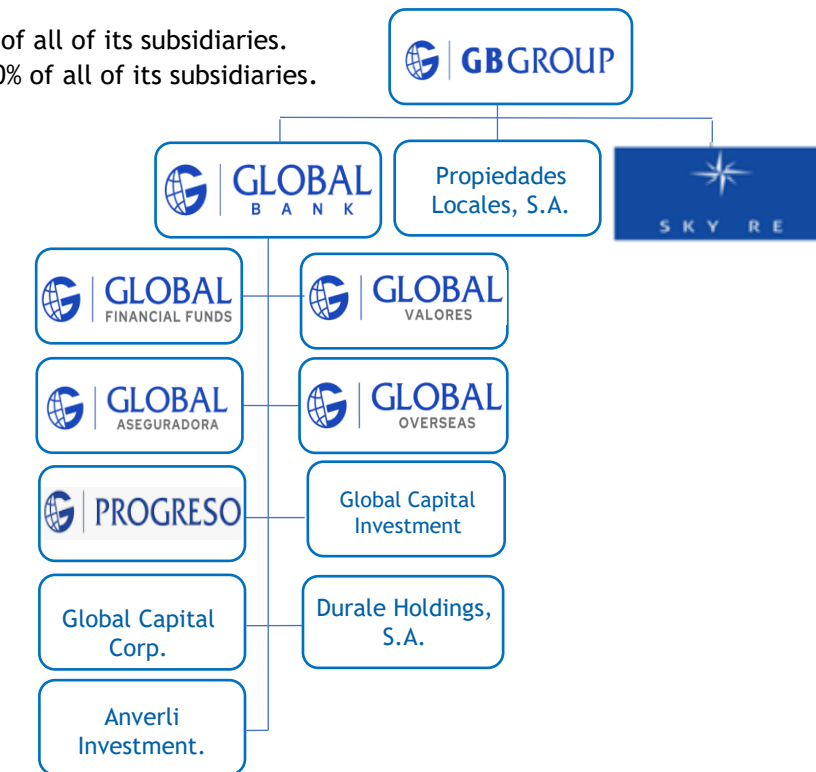 of all of its subsidiaries.
0% of all of its subsidiaries.
GBGROUP
GLOBAL
BANK
Propiedades
Locales, S.A.
SKY RE
GLOBAL
FINANCIAL FUNDS
GLOBAL
VALORES
GLOBAL
ASEGURADORA
GLOBAL
OVERSEAS
PROGRESO
Global Capital
Investment
Global Capital
Corp.
Durale Holdings,
S.A.
Anverli
Investment.